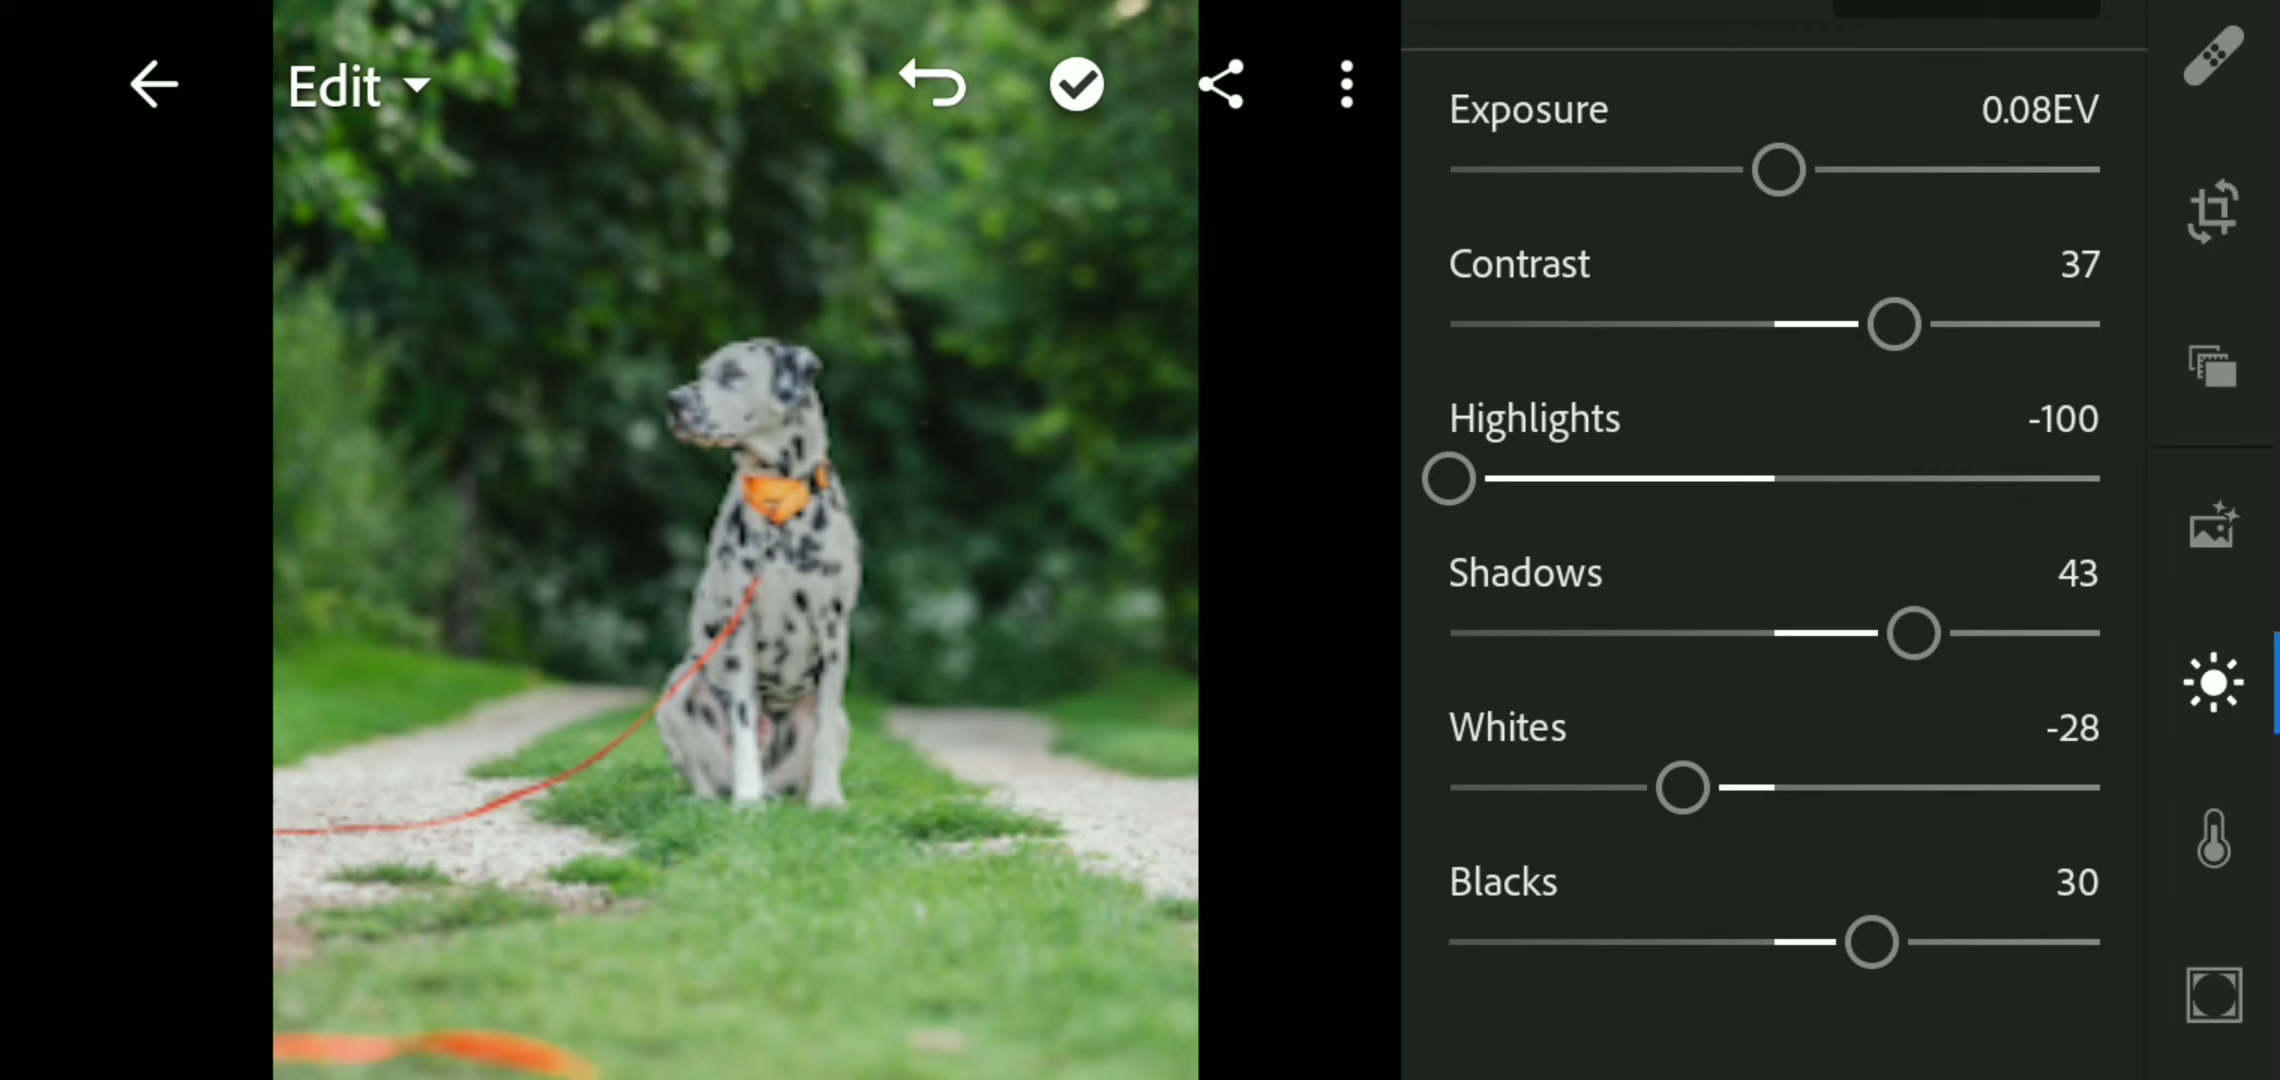 Edit
Exposure 0.08EV
Contrast 37
Highlights -100
Shadows 43
Whites -28
Blacks 30